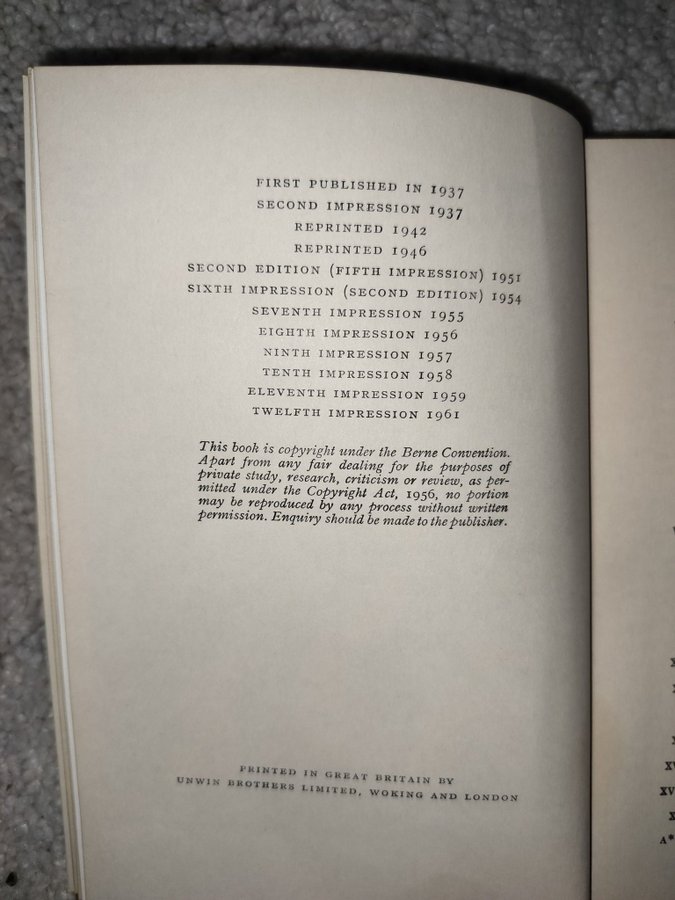 FIRST PUBLISHED IN 1937
SECOND IMPRESSION 1937
REPRINTED 1942
REPRINTED 1946
SECOND EDITION (FIFTH IMPRESSION) 1951
SIXTH IMPRESSION (SECOND EDITION) 1954
SEVENTH IMPRESSION 1955
EIGHTH IMPRESSION 1956
NINTH IMPRESSION 1957
TENTH IMPRESSION 1958
ELEVENTH IMPRESSION 1959
TWELFTH IMPRESSION 1961
This book is copyright under the Berne Convention.
Apart from any fair dealing for the purposes of
private study, research, criticism or review, as per-
mitted under the Copyright Act, 1956, no portion
may be reproduced by any process without written
permission. Enquiry should be made to the publisher.
PRINTED IN GREAT BRITAIN BY
UNWIN BROTHERS LIMITED, WOKING AND LONDON
A*